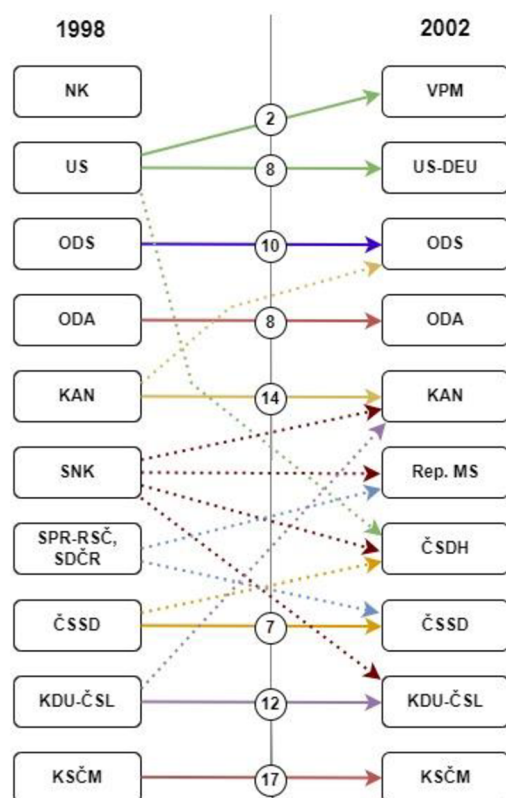 1998 2002
NK VPM
2
US 8 US-DEU
ODS 10 ODS
ODA 8 ODA
KAN 14 KAN
SNK Rep. MS
SPR-RSČ,
SDČR ČSDH
ČSSD 7 ČSSD
KDU-ČSL 12 KDU-ČSL
KSČM 17 KSČM